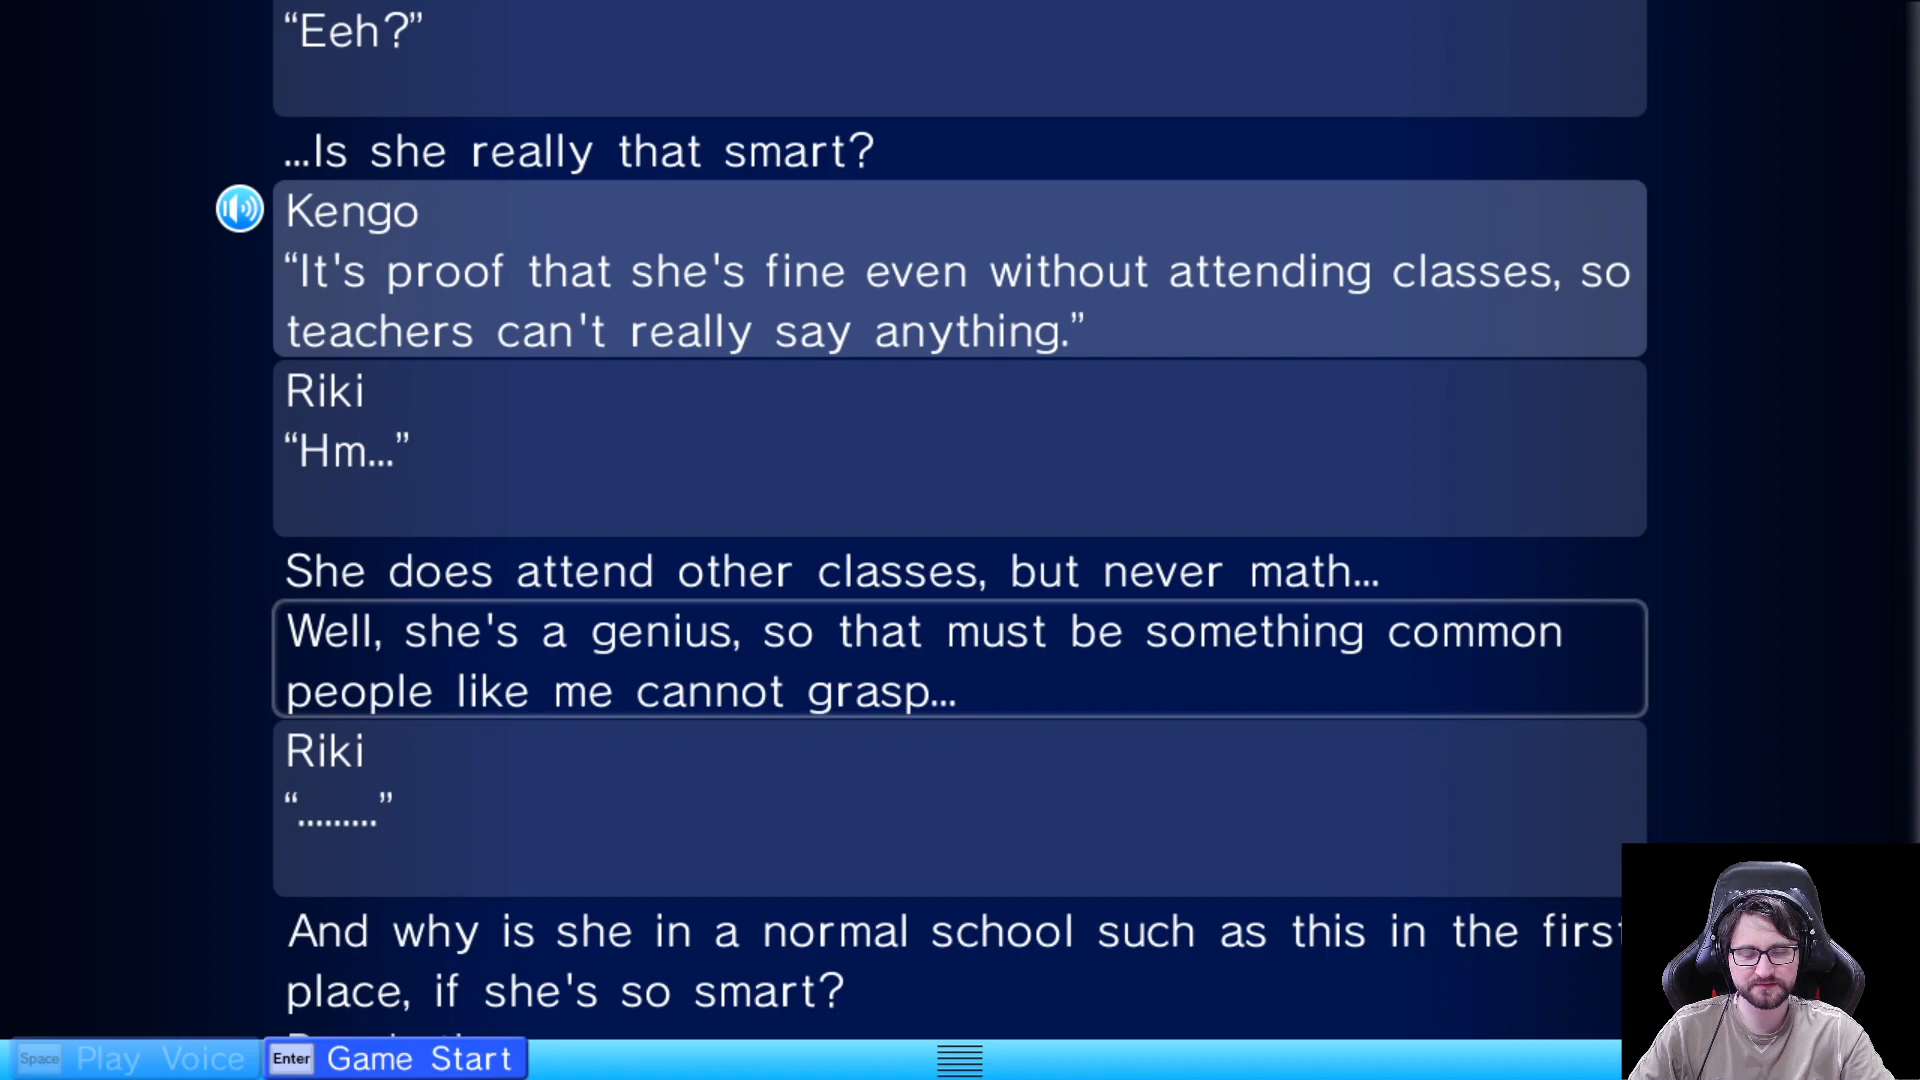 “Eeh?”
...Is she really that smart?
Kengo
“It's proof that she's fine even without attending classes, so
teachers can't really say anything.”
Riki
“Hm...”
She does attend other classes, but never math...
Well, she's a genius, so that must be something common
people like me cannot grasp...
Riki
“.........”
And why is she in a normal school such as this in the first
place, if she's so smart?
Space Play Voice Enter Game Start